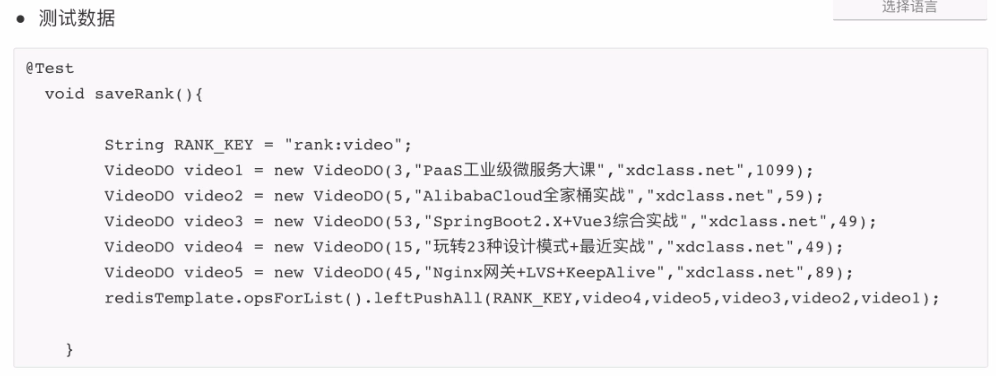 选择语言
• 测试数据
@Test
  void saveRank(){

        String RANK_KEY = "rank:video";
        VideoDO video1 = new VideoDO(3,"PaaS工业级微服务大课","xdclass.net",1099);
        VideoDO video2 = new VideoDO(5,"AlibabaCloud全家桶实战","xdclass.net",59);
        VideoDO video3 = new VideoDO(53,"SpringBoot2.X+Vue3综合实战","xdclass.net",49);
        VideoDO video4 = new VideoDO(15,"玩转23种设计模式+最近实战","xdclass.net",49);
        VideoDO video5 = new VideoDO(45,"Nginx网关+LVS+KeepAlive","xdclass.net",89);
        redisTemplate.opsForList().leftPushAll(RANK_KEY,video4,video5,video3,video2,video1);

    }